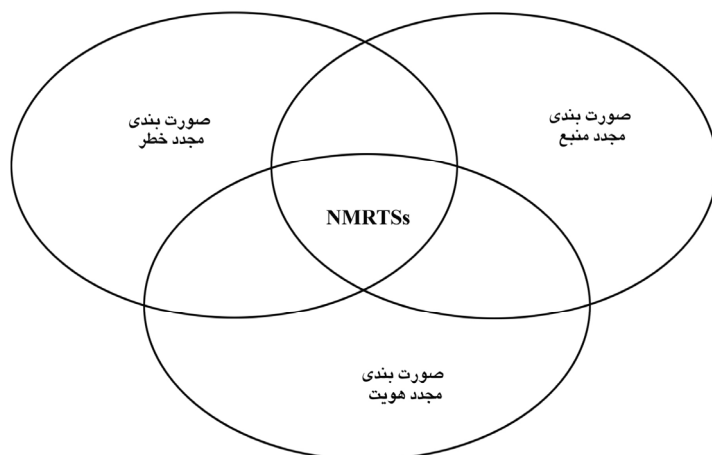 صورت بندی
مجدد منبع
صورت بندی
مجدد خطر
NMRTSs
صورت بندی
مجدد هویت